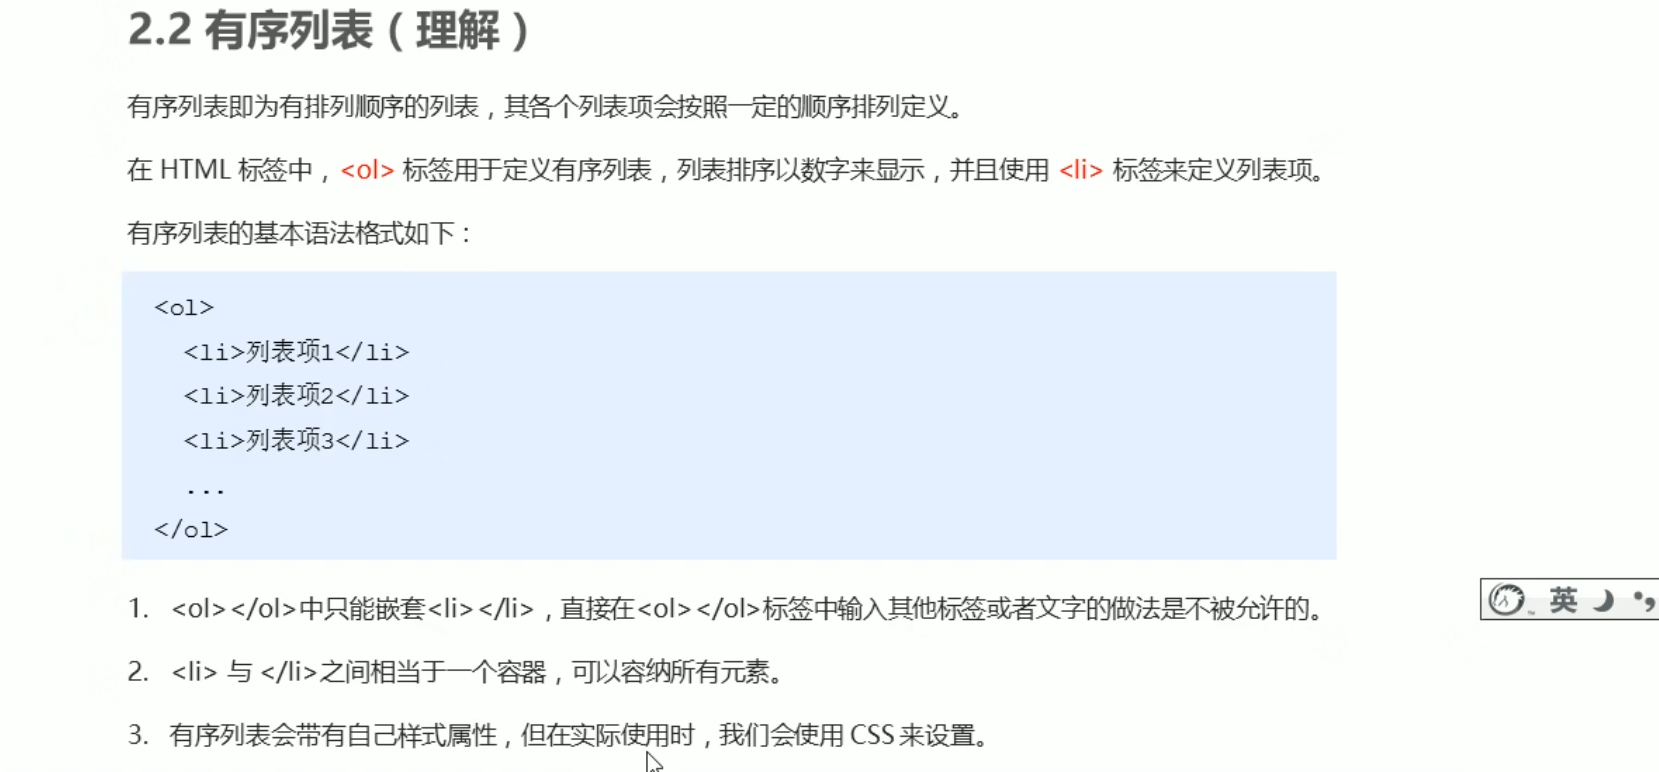 2.2 有序列表（理解）
有序列表即为有排列顺序的列表，其各个列表项会按照一定的顺序排列定义。
在 HTML 标签中，<ol> 标签用于定义有序列表，列表排序以数字来显示，并且使用 <li> 标签来定义列表项。
有序列表的基本语法格式如下：
<ol>
  <li>列表项1</li>
  <li>列表项2</li>
  <li>列表项3</li>
  ...
</ol>
1. <ol></ol>中只能嵌套<li></li>，直接在<ol></ol>标签中输入其他标签或者文字的做法是不被允许的。
2. <li> 与 </li>之间相当于一个容器，可以容纳所有元素。
3. 有序列表会带有自己样式属性，但在实际使用时，我们会使用 CSS 来设置。
英